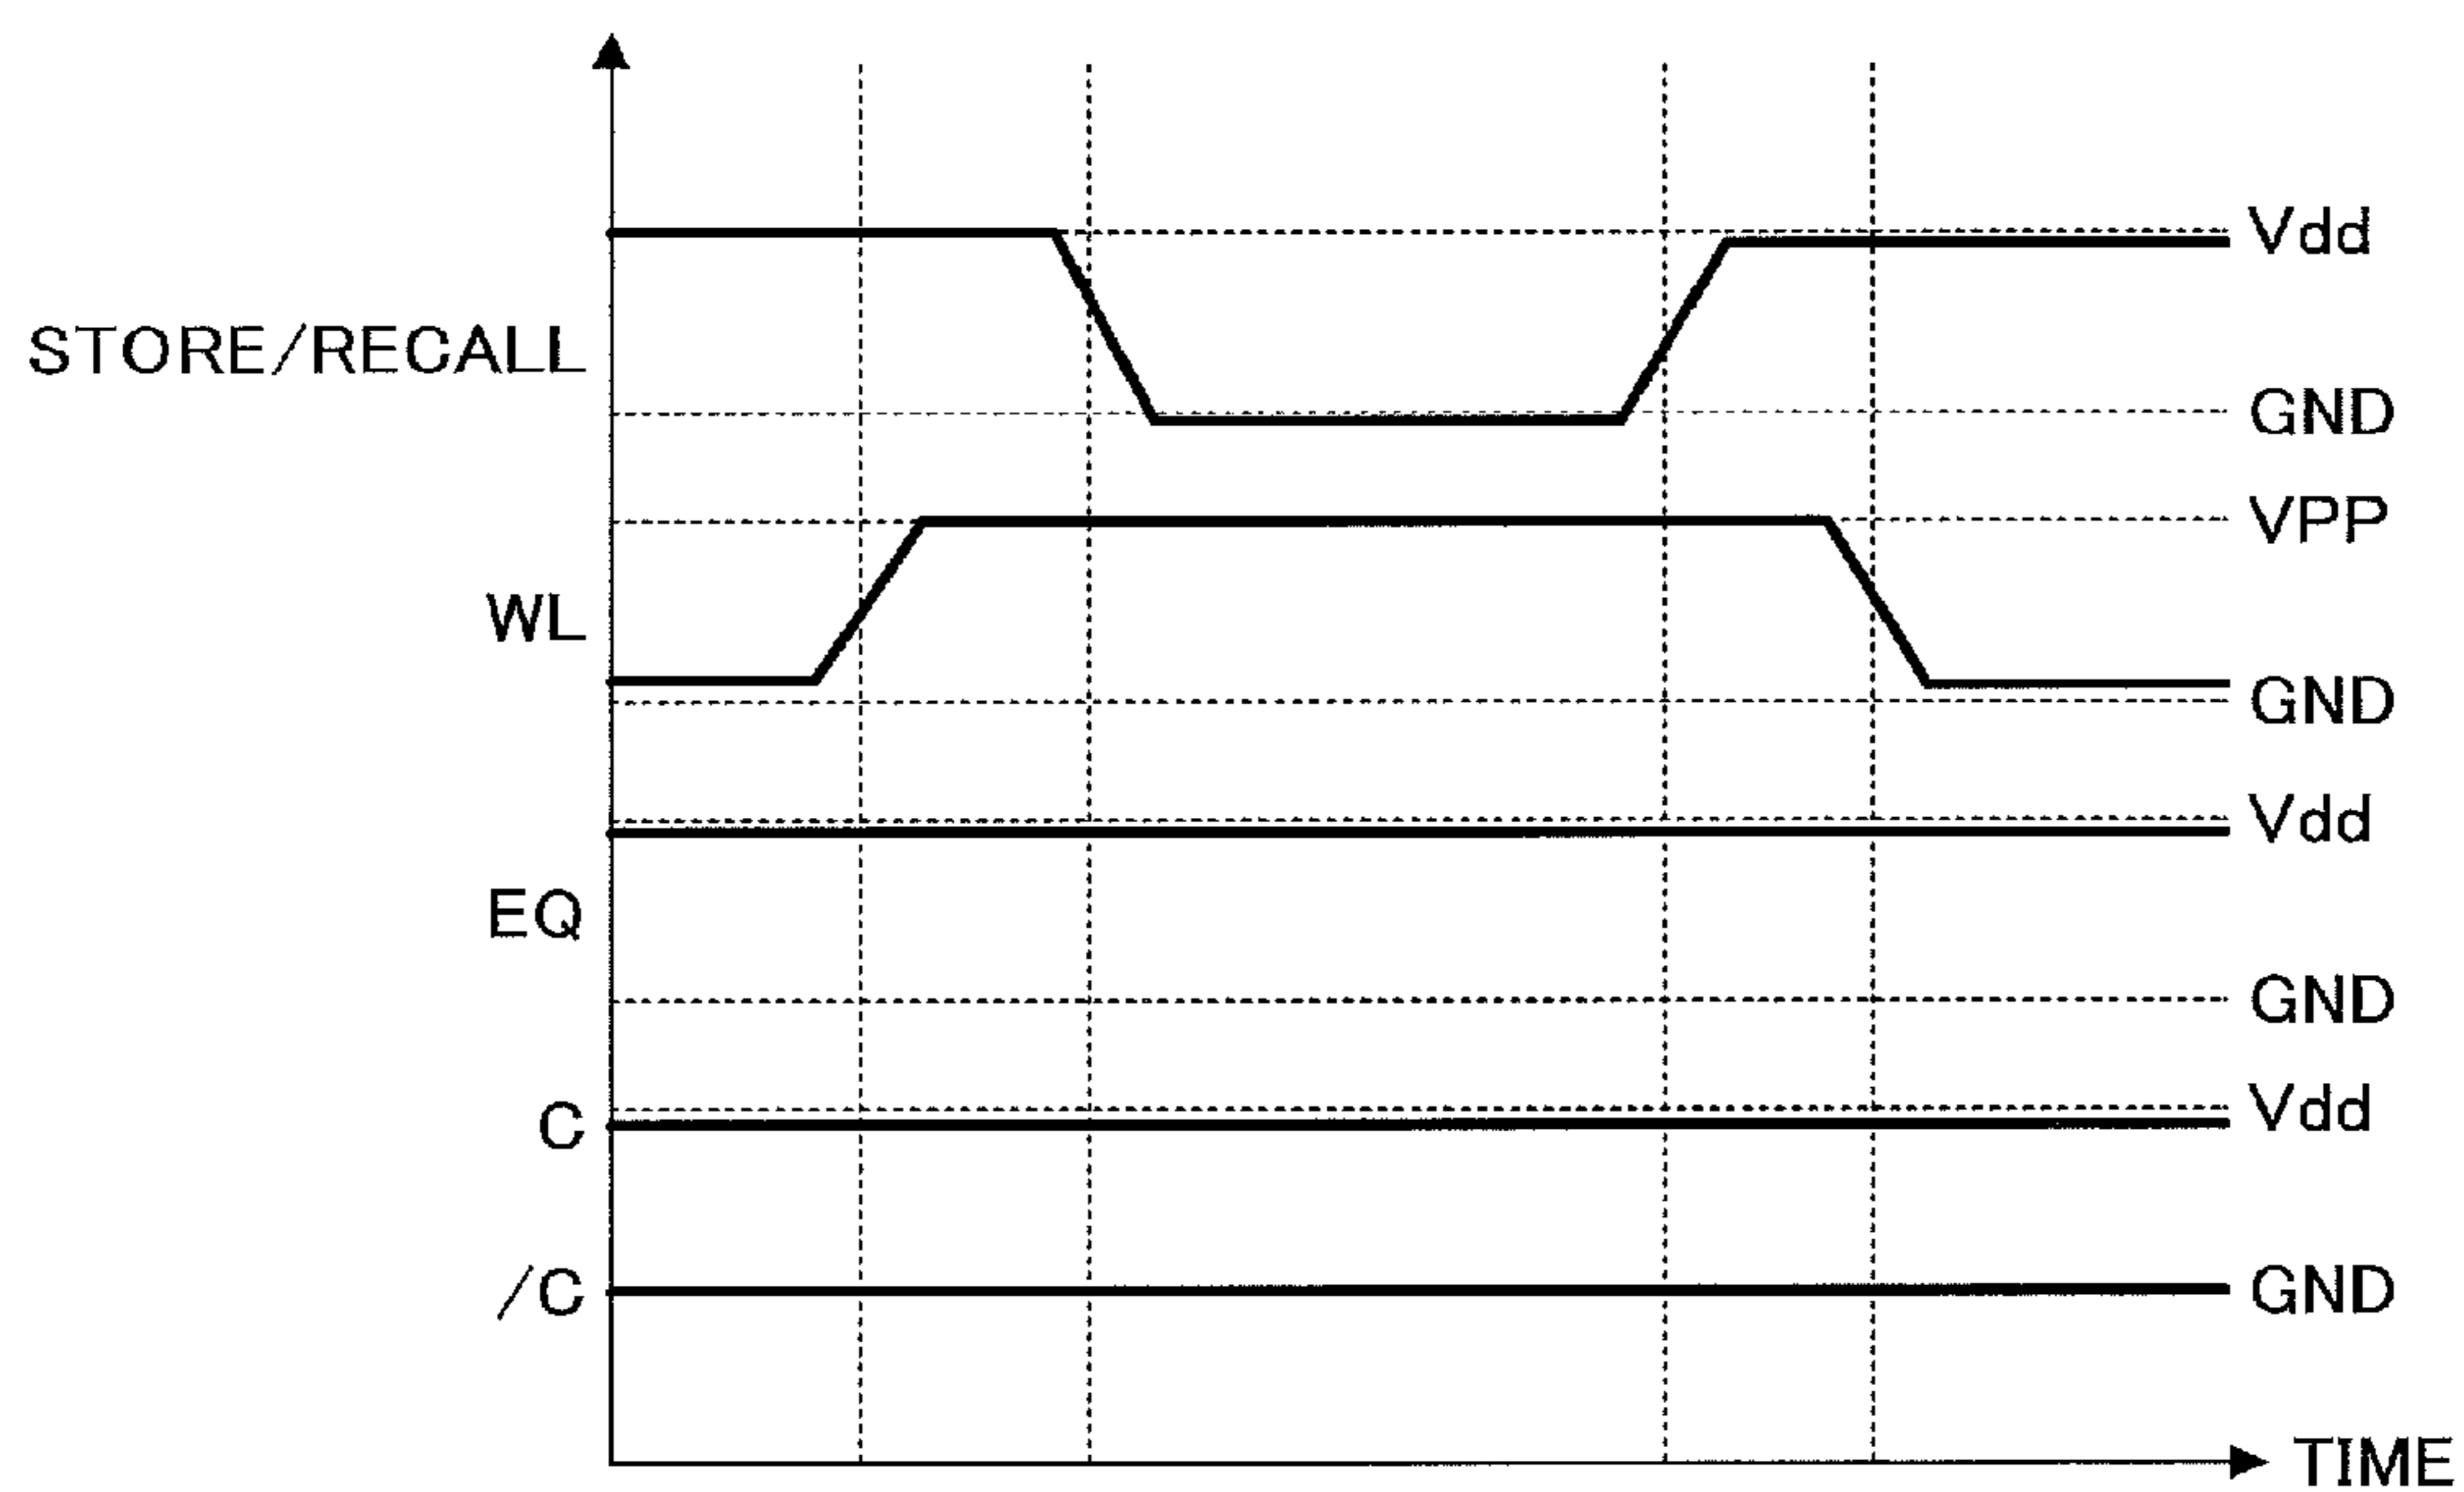 Vdd
STORE/RECALL
GND
VPP
WL
GND
Vdd
EQ
GND
C
Vdd
/C
GND
TIME